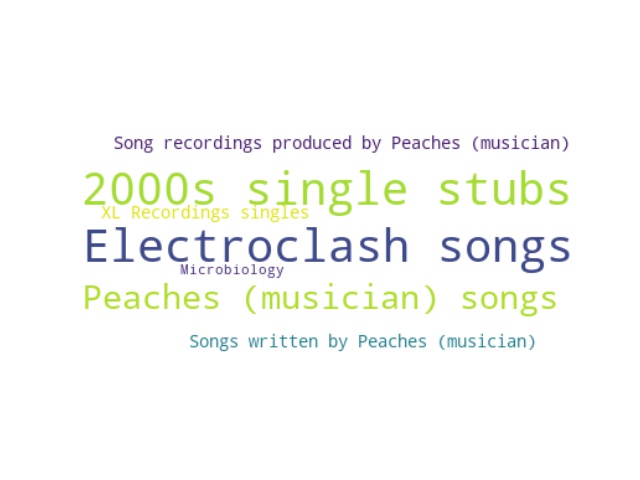 Song recordings produced by Peaches (musician)
2000s single stubs
XL Recordings singles
Electroclash songs
Microbiology
Peaches (musician) songs
Songs written by Peaches (musician)